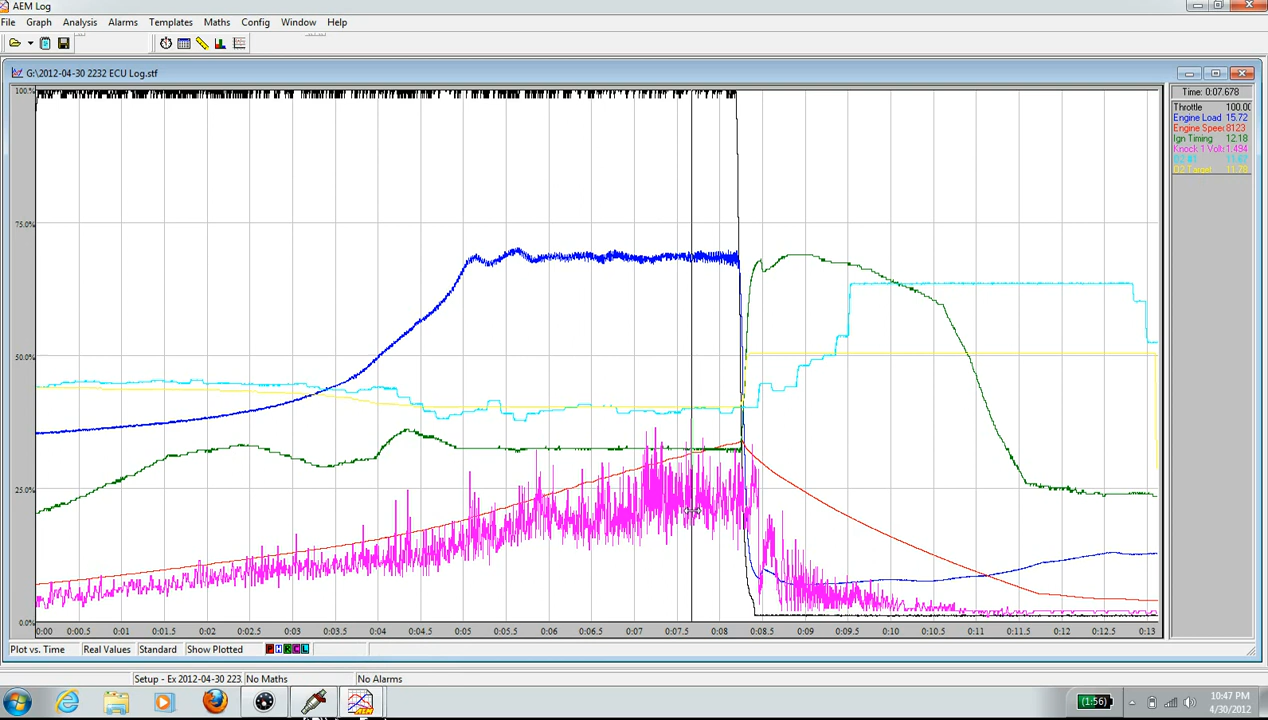 AEM Log
File Graph Analysis Alarms Templates Maths Config Window Help
G:\2012-04-30 2232 ECU Log.stf
100%
75.0%
50.0%
25.0%
0.0%
0:00 0:00.5 0:01 0:01.5 0:02 0:02.5 0:03 0:03.5 0:04 0:04.5 0:05 0:05.5 0:06 0:06.5 0:07 0:07.5 0:08 0:08.5 0:09 0:09.5 0:10 0:10.5 0:11 0:11.5 0:12 0:12.5 0:13
Time: 0:07.678
Throttle 100.00
Engine Load 15.72
Engine Spee 8123
Ign Timing 12.18
Knock 1 Volt 1.494
O2 #1 11.67
O2 Target
Plot vs. Time Real Values Standard Show Plotted
Setup - Ex 2012-04-30 223 No Maths No Alarms
(1:56) 10:47 PM
4/30/2012